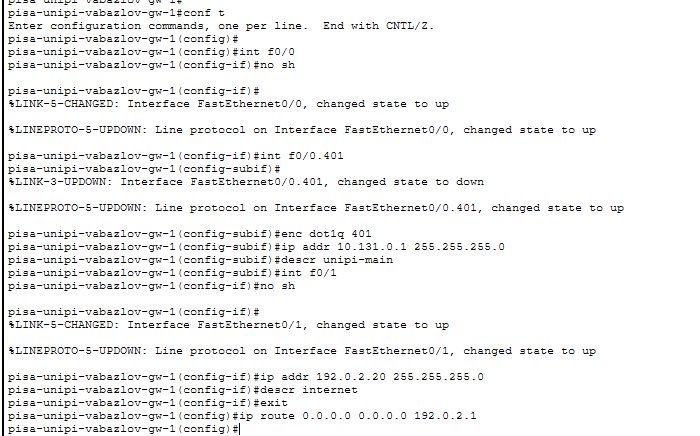 pisa-unipi-vabazlov-gw-1#
pisa-unipi-vabazlov-gw-1#conf t
Enter configuration commands, one per line.  End with CNTL/Z.
pisa-unipi-vabazlov-gw-1(config)#
pisa-unipi-vabazlov-gw-1(config)#int f0/0
pisa-unipi-vabazlov-gw-1(config-if)#no sh
pisa-unipi-vabazlov-gw-1(config-if)#
%LINK-5-CHANGED: Interface FastEthernet0/0, changed state to up
%LINEPROTO-5-UPDOWN: Line protocol on Interface FastEthernet0/0, changed state to up
pisa-unipi-vabazlov-gw-1(config-if)#int f0/0.401
pisa-unipi-vabazlov-gw-1(config-subif)#
%LINK-3-UPDOWN: Interface FastEthernet0/0.401, changed state to down
%LINEPROTO-5-UPDOWN: Line protocol on Interface FastEthernet0/0.401, changed state to up
pisa-unipi-vabazlov-gw-1(config-subif)#enc dot1q 401
pisa-unipi-vabazlov-gw-1(config-subif)#ip addr 10.131.0.1 255.255.255.0
pisa-unipi-vabazlov-gw-1(config-subif)#descr unipi-main
pisa-unipi-vabazlov-gw-1(config-subif)#int f0/1
pisa-unipi-vabazlov-gw-1(config-if)#no sh
pisa-unipi-vabazlov-gw-1(config-if)#
%LINK-5-CHANGED: Interface FastEthernet0/1, changed state to up
%LINEPROTO-5-UPDOWN: Line protocol on Interface FastEthernet0/1, changed state to up
pisa-unipi-vabazlov-gw-1(config-if)#ip addr 192.0.2.20 255.255.255.0
pisa-unipi-vabazlov-gw-1(config-if)#descr internet
pisa-unipi-vabazlov-gw-1(config-if)#exit
pisa-unipi-vabazlov-gw-1(config)#ip route 0.0.0.0 0.0.0.0 192.0.2.1
pisa-unipi-vabazlov-gw-1(config)#